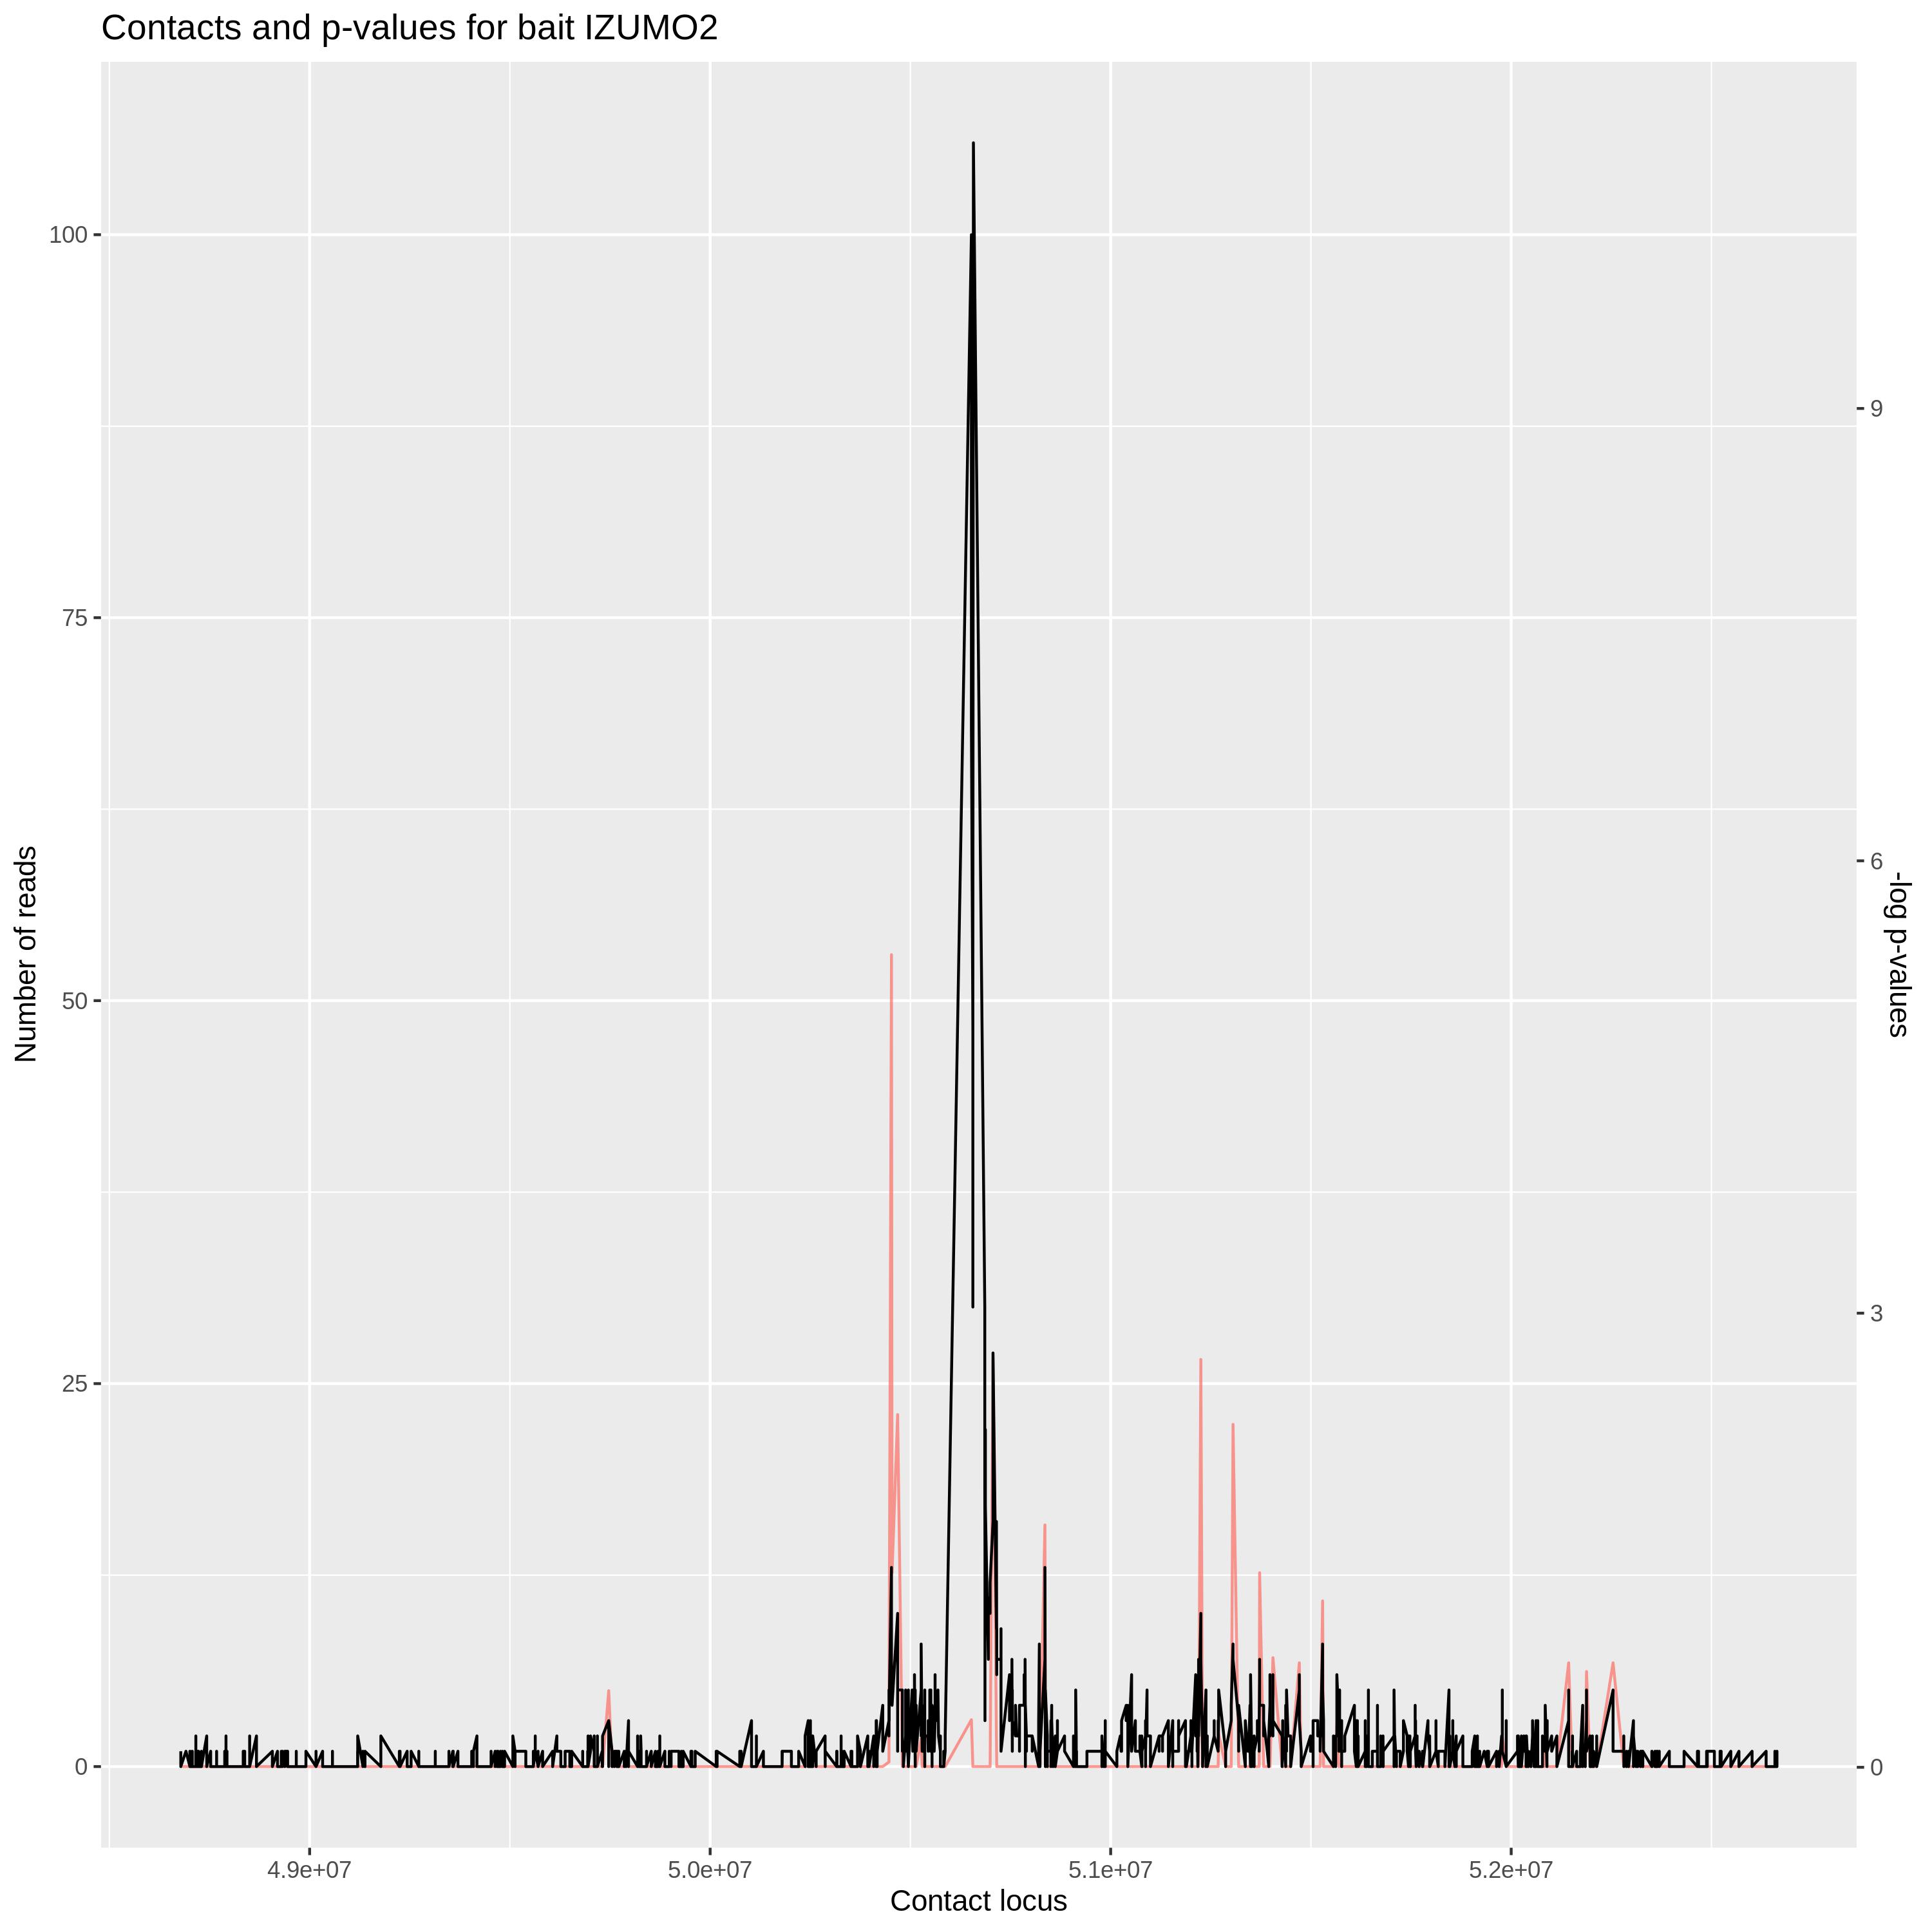 Contacts and p-values for bait IZUMO2
100
75
50
25
0
Number of reads
9
6
3
0
-log p-values
4.9e+07
5.0e+07
5.1e+07
5.2e+07
Contact locus